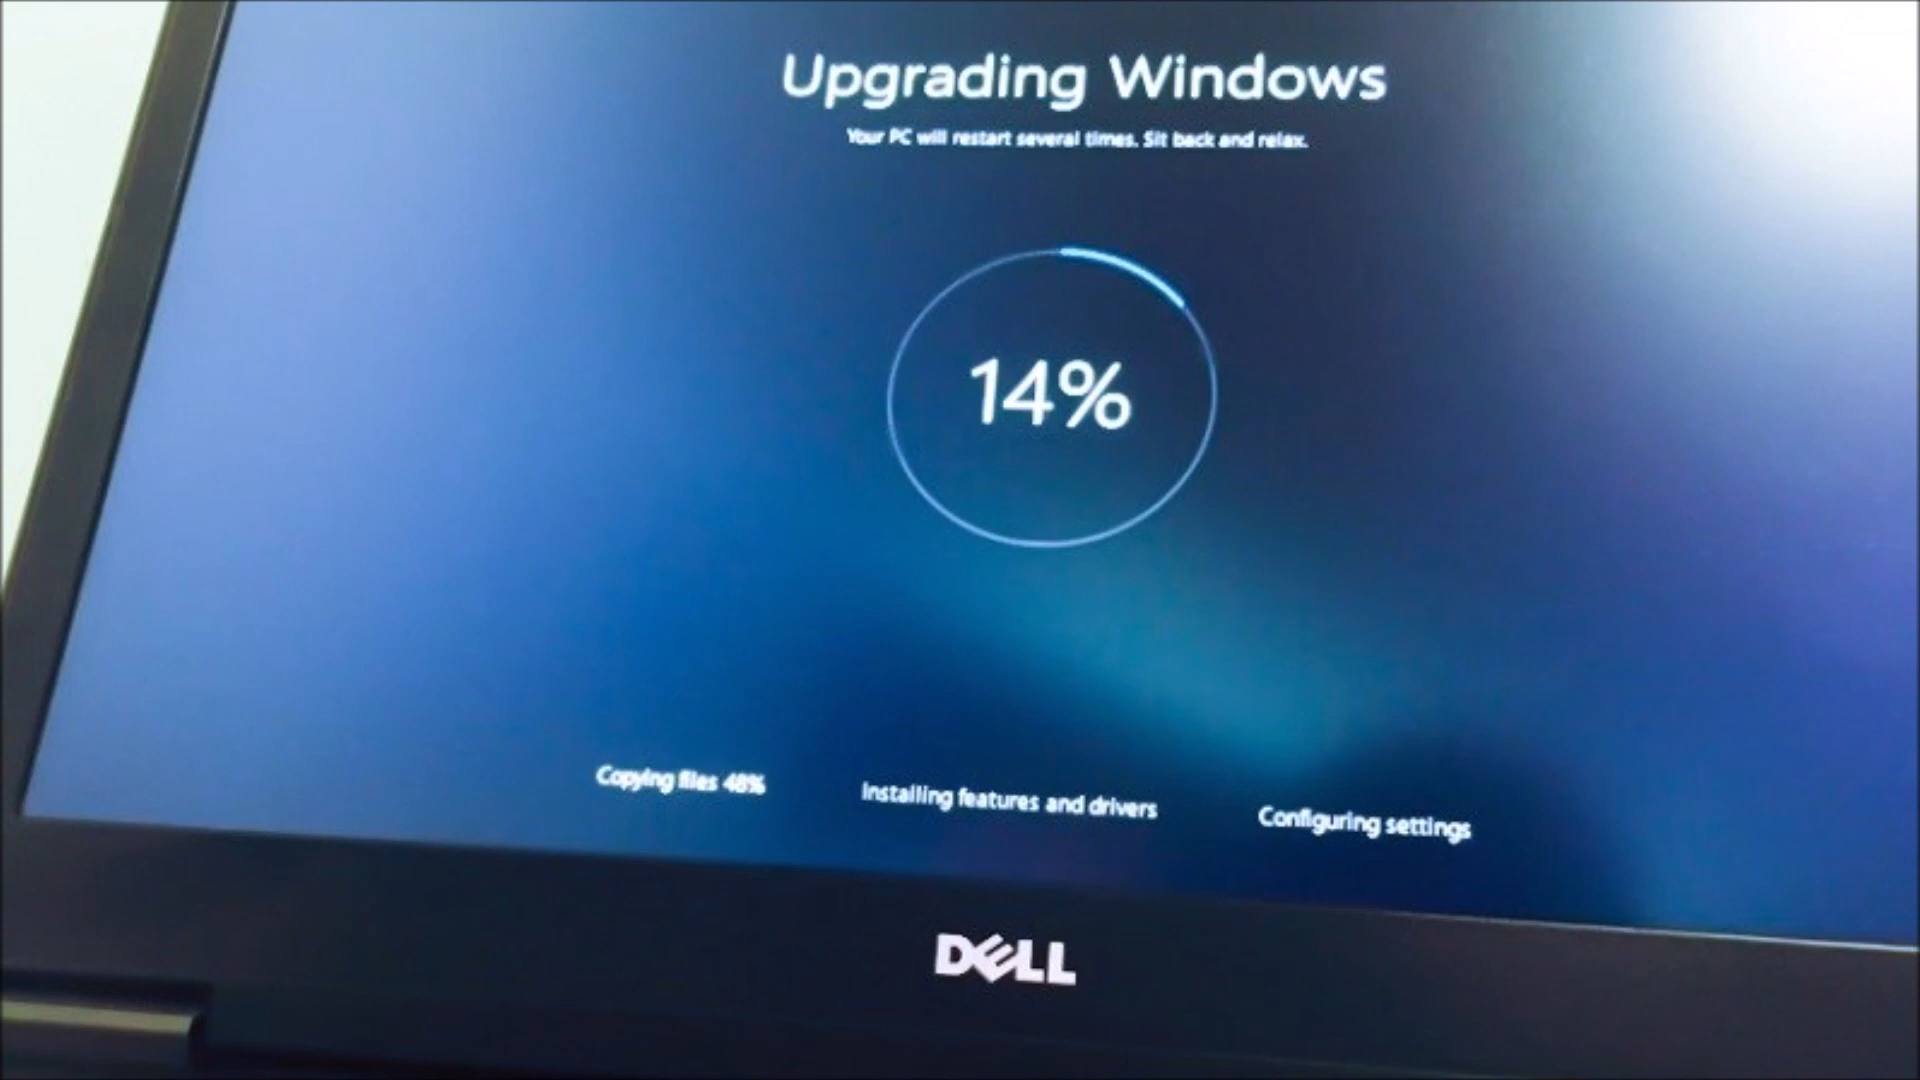 Upgrading Windows
Your PC will restart several times. Sit back and relax.
14%
Copying files 48%
Installing features and drivers
Configuring settings
DELL